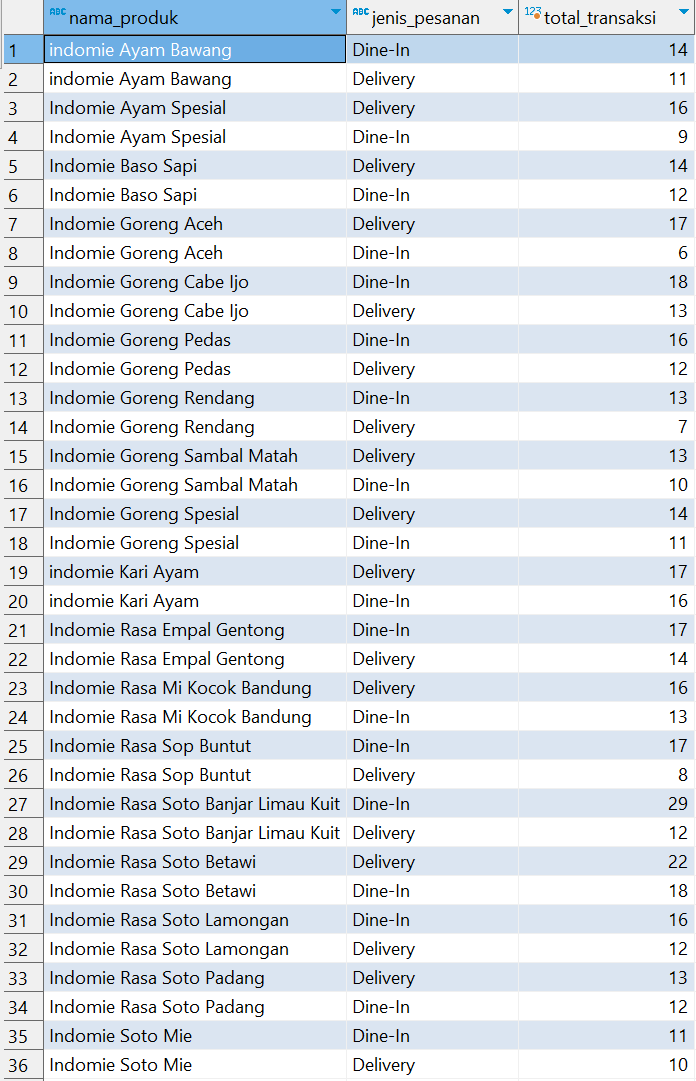 ABC nama_produk ABC jenis_pesanan 123 total_transaksi
1 indomie Ayam Bawang Dine-In 14
2 indomie Ayam Bawang Delivery 11
3 Indomie Ayam Spesial Delivery 16
4 Indomie Ayam Spesial Dine-In 9
5 Indomie Baso Sapi Delivery 14
6 Indomie Baso Sapi Dine-In 12
7 Indomie Goreng Aceh Delivery 17
8 Indomie Goreng Aceh Dine-In 6
9 Indomie Goreng Cabe Ijo Dine-In 18
10 Indomie Goreng Cabe Ijo Delivery 13
11 Indomie Goreng Pedas Dine-In 16
12 Indomie Goreng Pedas Delivery 12
13 Indomie Goreng Rendang Dine-In 13
14 Indomie Goreng Rendang Delivery 7
15 Indomie Goreng Sambal Matah Delivery 13
16 Indomie Goreng Sambal Matah Dine-In 10
17 Indomie Goreng Spesial Delivery 14
18 Indomie Goreng Spesial Dine-In 11
19 indomie Kari Ayam Delivery 17
20 indomie Kari Ayam Dine-In 16
21 Indomie Rasa Empal Gentong Dine-In 17
22 Indomie Rasa Empal Gentong Delivery 14
23 Indomie Rasa Mi Kocok Bandung Delivery 16
24 Indomie Rasa Mi Kocok Bandung Dine-In 13
25 Indomie Rasa Sop Buntut Dine-In 17
26 Indomie Rasa Sop Buntut Delivery 8
27 Indomie Rasa Soto Banjar Limau Kuit Dine-In 29
28 Indomie Rasa Soto Banjar Limau Kuit Delivery 12
29 Indomie Rasa Soto Betawi Delivery 22
30 Indomie Rasa Soto Betawi Dine-In 18
31 Indomie Rasa Soto Lamongan Dine-In 16
32 Indomie Rasa Soto Lamongan Delivery 12
33 Indomie Rasa Soto Padang Delivery 13
34 Indomie Rasa Soto Padang Dine-In 12
35 Indomie Soto Mie Dine-In 11
36 Indomie Soto Mie Delivery 10